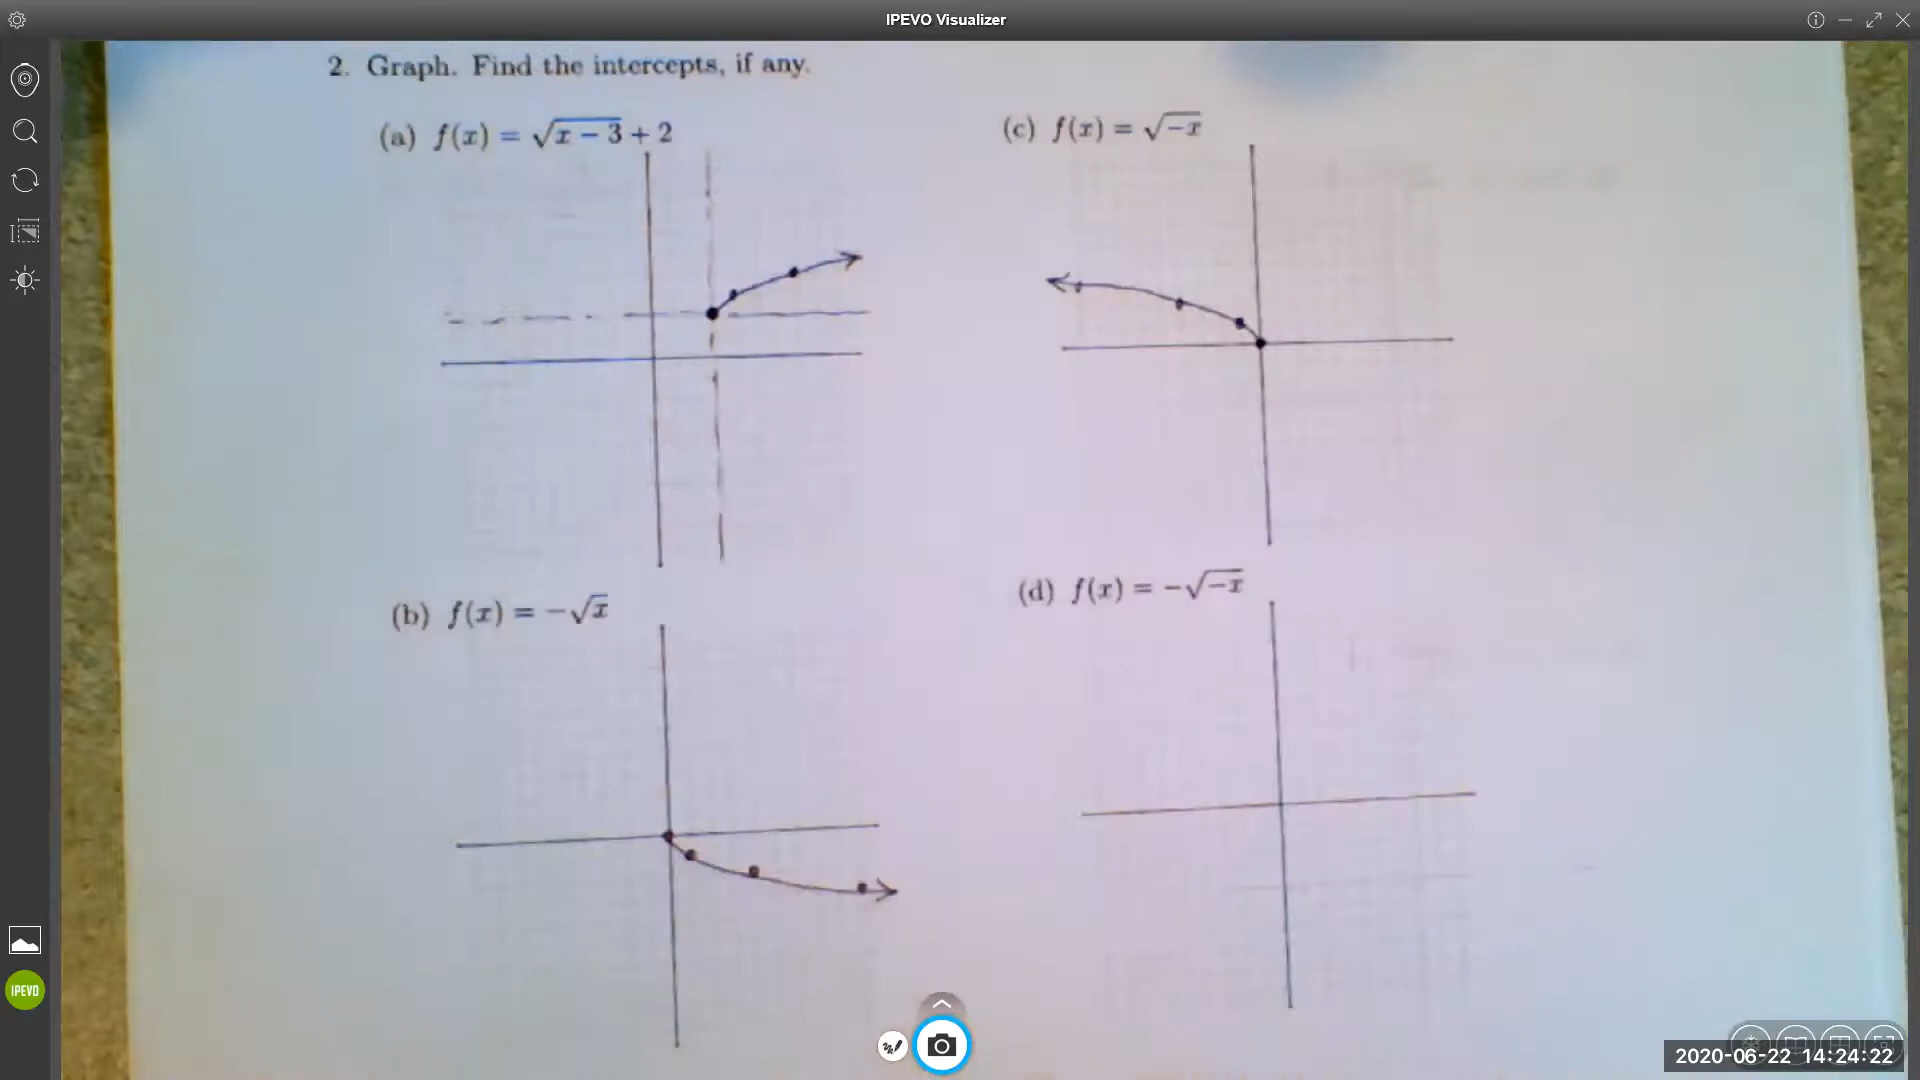 IPEVO Visualizer
2. Graph. Find the intercepts, if any.
(a) f(x) = √x − 3 + 2
(c) f(x) = √−x
(b) f(x) = −√x
(d) f(x) = −√−x
IPEVO
2020-06-22 14:24:22